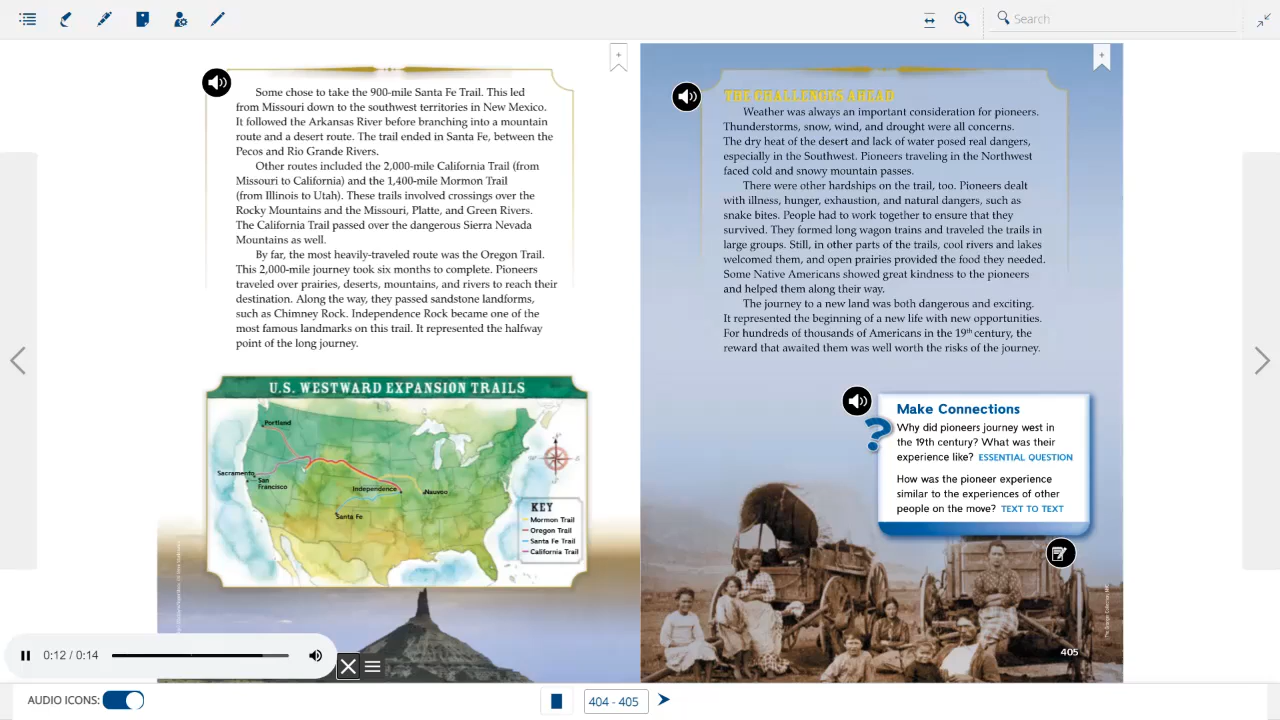 Search
Some chose to take the 900-mile Santa Fe Trail. This led
from Missouri down to the southwest territories in New Mexico.
It followed the Arkansas River before branching into a mountain
route and a desert route. The trail ended in Santa Fe, between the
Pecos and Rio Grande Rivers.
Other routes included the 2,000-mile California Trail (from
Missouri to California) and the 1,400-mile Mormon Trail
(from Illinois to Utah). These trails involved crossings over the
Rocky Mountains and the Missouri, Platte, and Green Rivers.
The California Trail passed over the dangerous Sierra Nevada
Mountains as well.
By far, the most heavily-traveled route was the Oregon Trail.
This 2,000-mile journey took six months to complete. Pioneers
traveled over prairies, deserts, mountains, and rivers to reach their
destination. Along the way, they passed sandstone landforms,
such as Chimney Rock. Independence Rock became one of the
most famous landmarks on this trail. It represented the halfway
point of the long journey.
U.S. WESTWARD EXPANSION TRAILS
Portland
Sacramento
San
Francisco
Independence
Nauvoo
Santa Fe
KEY
Mormon Trail
Oregon Trail
Santa Fe Trail
California Trail
THE CHALLENGES AHEAD
Weather was always an important consideration for pioneers.
Thunderstorms, snow, wind, and drought were all concerns.
The dry heat of the desert and lack of water posed real dangers,
especially in the Southwest. Pioneers traveling in the Northwest
faced cold and snowy mountain passes.
There were other hardships on the trail, too. Pioneers dealt
with illness, hunger, exhaustion, and natural dangers, such as
snake bites. People had to work together to ensure that they
survived. They formed long wagon trains and traveled the trails in
large groups. Still, in other parts of the trails, cool rivers and lakes
welcomed them, and open prairies provided the food they needed.
Some Native Americans showed great kindness to the pioneers
and helped them along their way.
The journey to a new land was both dangerous and exciting.
It represented the beginning of a new life with new opportunities.
For hundreds of thousands of Americans in the 19th century, the
reward that awaited them was well worth the risks of the journey.
Make Connections
Why did pioneers journey west in
the 19th century? What was their
experience like? ESSENTIAL QUESTION
How was the pioneer experience
similar to the experiences of other
people on the move? TEXT TO TEXT
405
0:12 / 0:14
AUDIO ICONS:
404 - 405